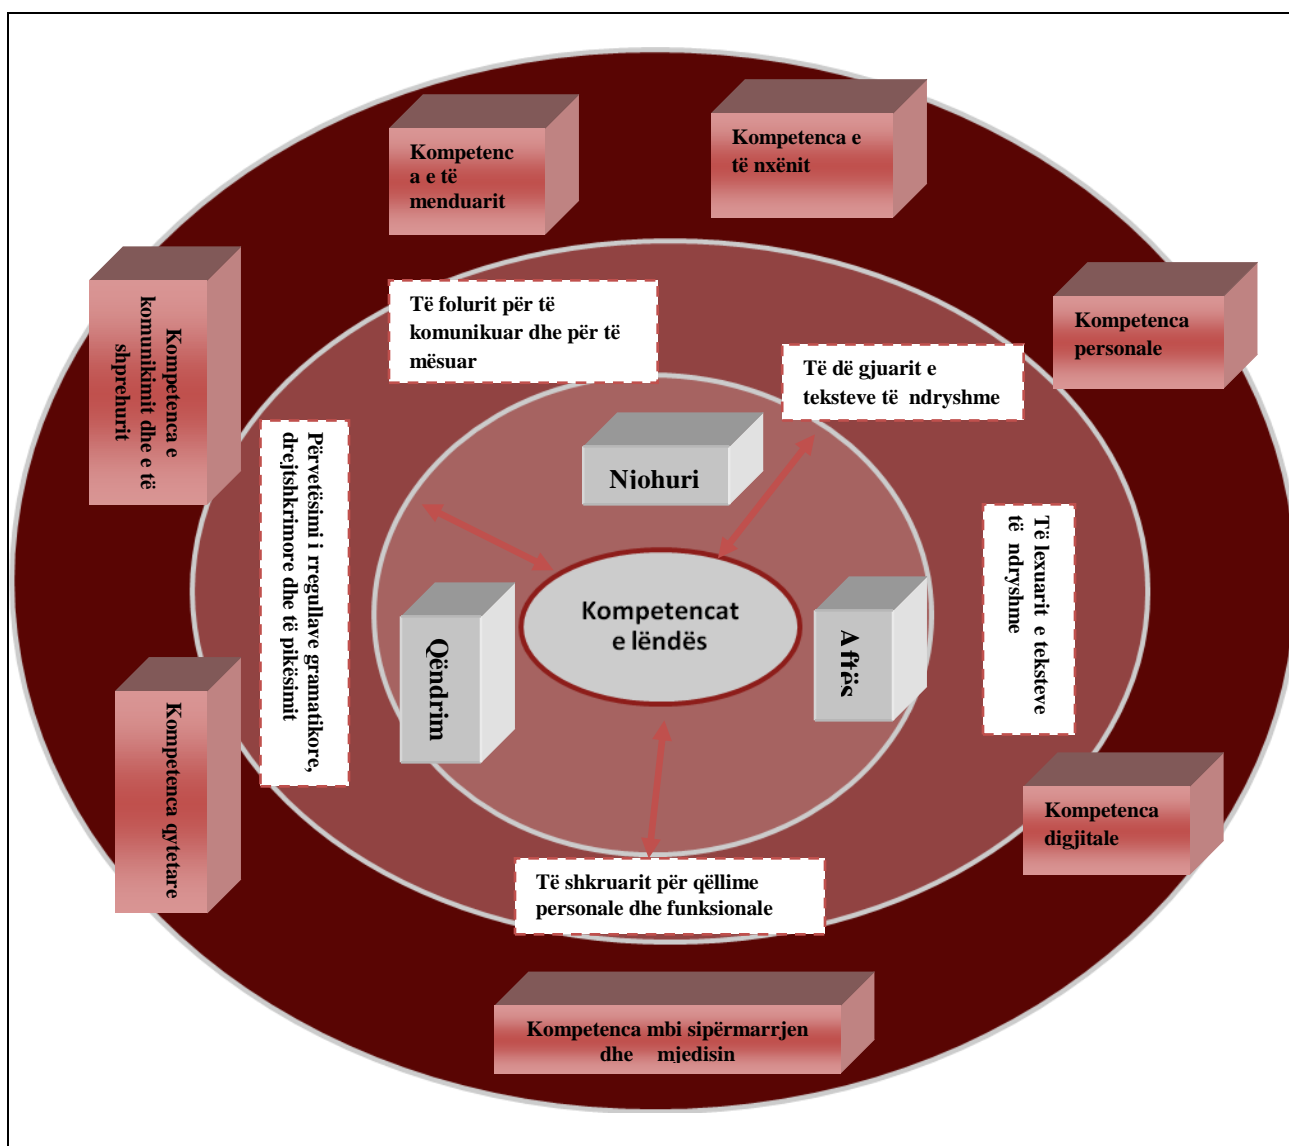 Kompetenc
a e të
menduarit
Kompetenca e
të nxënit
Kompetenca e
komunikimit dhe e të
shprehurit
Të folurit për të
komunikuar dhe për të
mësuar
Kompetenca
personale
Të dë gjuarit e
teksteve të ndryshme
Përvetësimi i rregullave gramatikore,
drejtshkrimore dhe të pikësimit
Njohuri
Të lexuarit e teksteve
të ndryshme
Kompetencat
e lëndës
Qëndrim
Aftës
Kompetenca qytetare
Kompetenca
digjitale
Të shkruarit për qëllime
personale dhe funksionale
Kompetenca mbi sipërmarrjen
dhe mjedisin